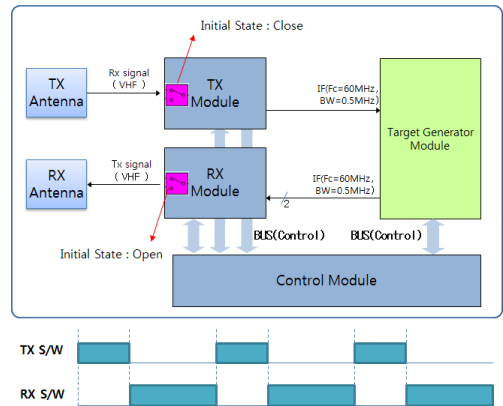 Initial State : Close
TX
Antenna
Rx signal
( VHF )
TX
Module
IF(Fc=60MHz,
BW=0.5MHz)
Target Generator
Module
RX
Antenna
Tx signal
(VHF )
RX
Module
IF(Fc=60MHz,
BW=0.5MHz)
2
BUS(Control)
BUS(Control)
Initial State : Open
Control Module
TX S/W
RX S/W